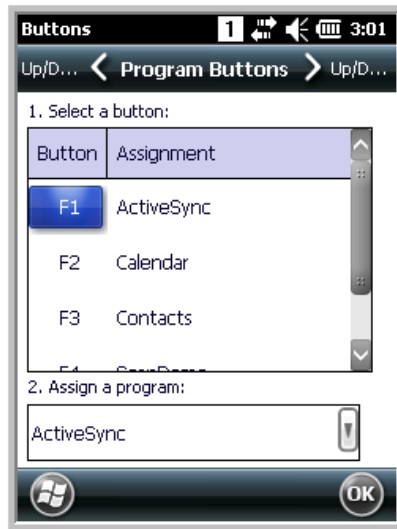 Buttons 1 3:01
Up/D... Program Buttons Up/D...
1. Select a button:
Button Assignment
F1 ActiveSync
F2 Calendar
F3 Contacts
2. Assign a program:
ActiveSync
OK